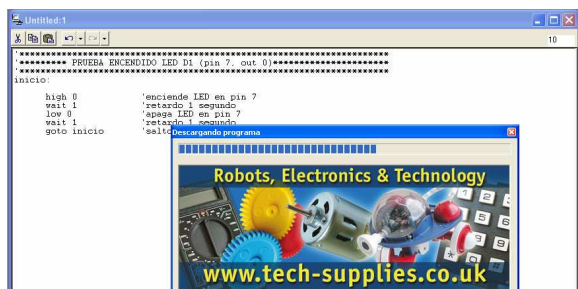 Untitled:1
10
'**********************************************************************
'********* PRUEBA ENCENDIDO LED D1 (pin 7, out 0)**********************
'**********************************************************************
inicio:
high 0 'enciende LED en pin 7
wait 1 'retardo 1 segundo
low 0 'apaga LED en pin 7
wait 1 'retardo 1 segundo
goto inicio 'salto
Descargando programa
Robots, Electronics & Technology
www.tech-supplies.co.uk